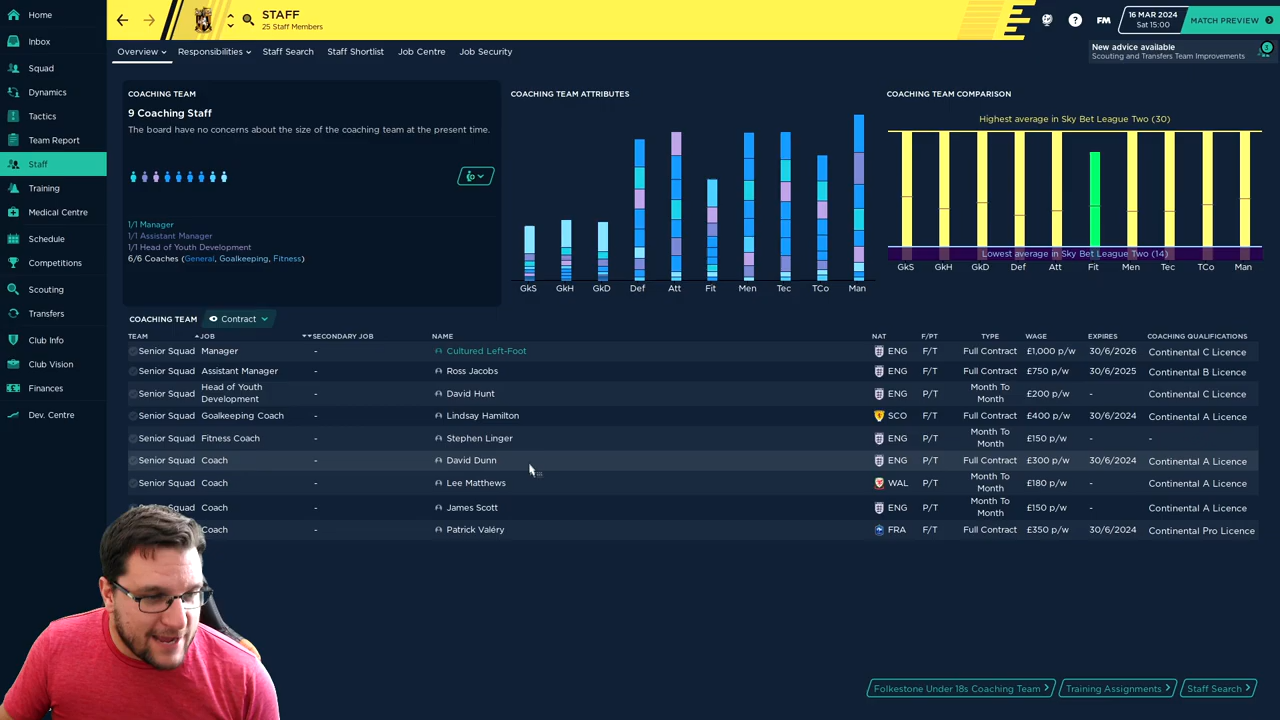 Home
Inbox
Squad
Dynamics
Tactics
Team Report
Staff
Training
Medical Centre
Schedule
Competitions
Scouting
Transfers
Club Info
Club Vision
Finances
Dev. Centre
STAFF
25 Staff Members
?
FM
16 MAR 2024
Sat 15:00
MATCH PREVIEW
Overview
Responsibilities
Staff Search
Staff Shortlist
Job Centre
Job Security
New advice available
Scouting and Transfers Team Improvements
COACHING TEAM
9 Coaching Staff
The board have no concerns about the size of the coaching team at the present time.
1/1 Manager
1/1 Assistant Manager
1/1 Head of Youth Development
6/6 Coaches (General, Goalkeeping, Fitness)
COACHING TEAM ATTRIBUTES
GkS GkH GkD Def Att Fit Men Tec TCo Man
COACHING TEAM COMPARISON
Highest average in Sky Bet League Two (30)
Lowest average in Sky Bet League Two (14)
GkS GkH GkD Def Att Fit Men Tec TCo Man
COACHING TEAM Contract
TEAM JOB SECONDARY JOB NAME NAT F/PT TYPE WAGE EXPIRES COACHING QUALIFICATIONS
Senior Squad Manager - Cultured Left-Foot ENG F/T Full Contract £1,000 p/w 30/6/2026 Continental C Licence
Senior Squad Assistant Manager - Ross Jacobs ENG F/T Full Contract £750 p/w 30/6/2025 Continental B Licence
Senior Squad Head of Youth Development - David Hunt ENG P/T Month To Month £200 p/w - Continental C Licence
Senior Squad Goalkeeping Coach - Lindsay Hamilton SCO F/T Full Contract £400 p/w 30/6/2024 Continental A Licence
Senior Squad Fitness Coach - Stephen Linger ENG P/T Month To Month £150 p/w - -
Senior Squad Coach - David Dunn ENG P/T Full Contract £300 p/w 30/6/2024 Continental A Licence
Senior Squad Coach - Lee Matthews WAL P/T Month To Month £180 p/w - Continental A Licence
Squad Coach - James Scott ENG P/T Month To Month £150 p/w - Continental A Licence
Coach - Patrick Valéry FRA F/T Full Contract £350 p/w 30/6/2024 Continental Pro Licence
Folkestone Under 18s Coaching Team
Training Assignments
Staff Search